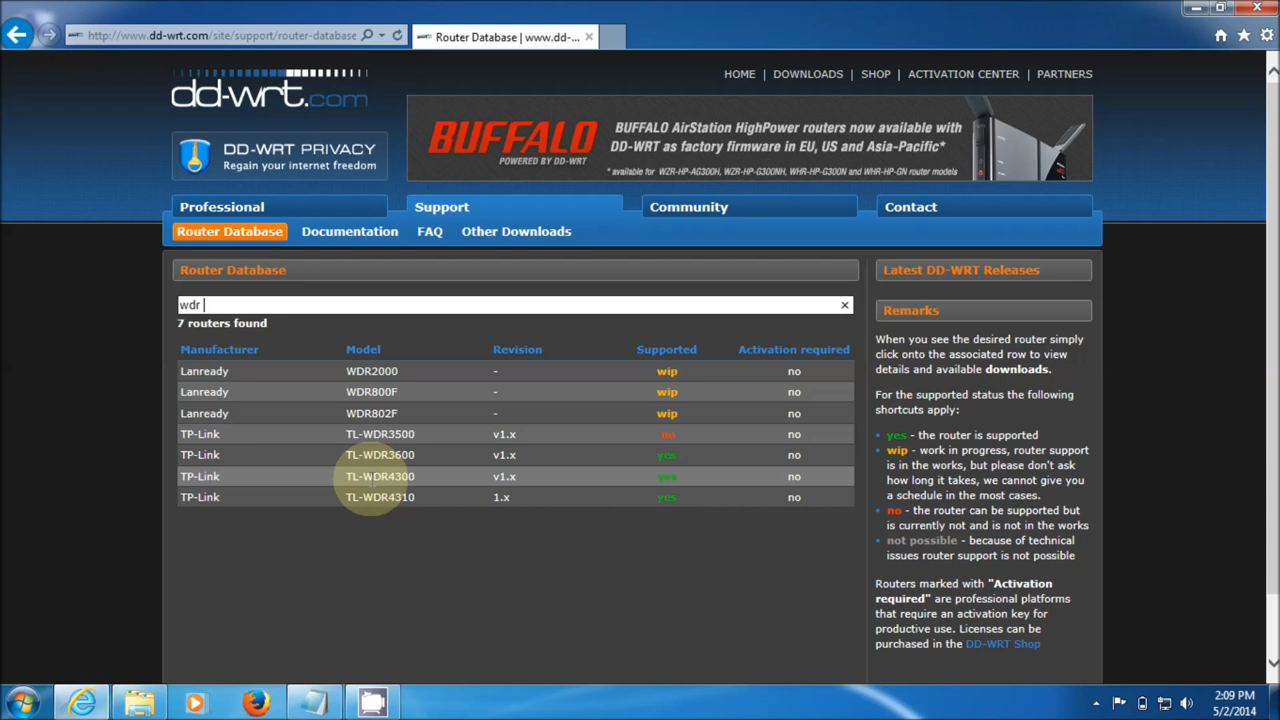 http://www.dd-wrt.com/site/support/router-database
Router Database | www.dd-...
dd-wrt.com
HOME | DOWNLOADS | SHOP | ACTIVATION CENTER | PARTNERS
DD-WRT PRIVACY
Regain your internet freedom
BUFFALO
POWERED BY DD-WRT
BUFFALO AirStation HighPower routers now available with
DD-WRT as factory firmware in EU, US and Asia-Pacific*
*available for WZR-HP-AG300H, WZR-HP-G300NH, WHR-HP-G300N and WHR-HP-GN router models
Professional Support Community Contact
Router Database Documentation FAQ Other Downloads
Router Database
wdr
7 routers found
Manufacturer Model Revision Supported Activation required
Lanready WDR2000 - wip no
Lanready WDR800F - wip no
Lanready WDR802F - wip no
TP-Link TL-WDR3500 v1.x no no
TP-Link TL-WDR3600 v1.x yes no
TP-Link TL-WDR4300 v1.x yes no
TP-Link TL-WDR4310 1.x yes no
Latest DD-WRT Releases
Remarks
When you see the desired router simply
click onto the associated row to view
details and available downloads.
For the supported status the following
shortcuts apply:
yes - the router is supported
wip - work in progress, router support
is in the works, but please don't ask
how long it takes, we cannot give you
a schedule in the most cases.
no - the router can be supported but
is currently not and is not in the works
not possible - because of technical
issues router support is not possible
Routers marked with "Activation
required" are professional platforms
that require an activation key for
productive use. Licenses can be
purchased in the DD-WRT Shop
2:09 PM
5/2/2014